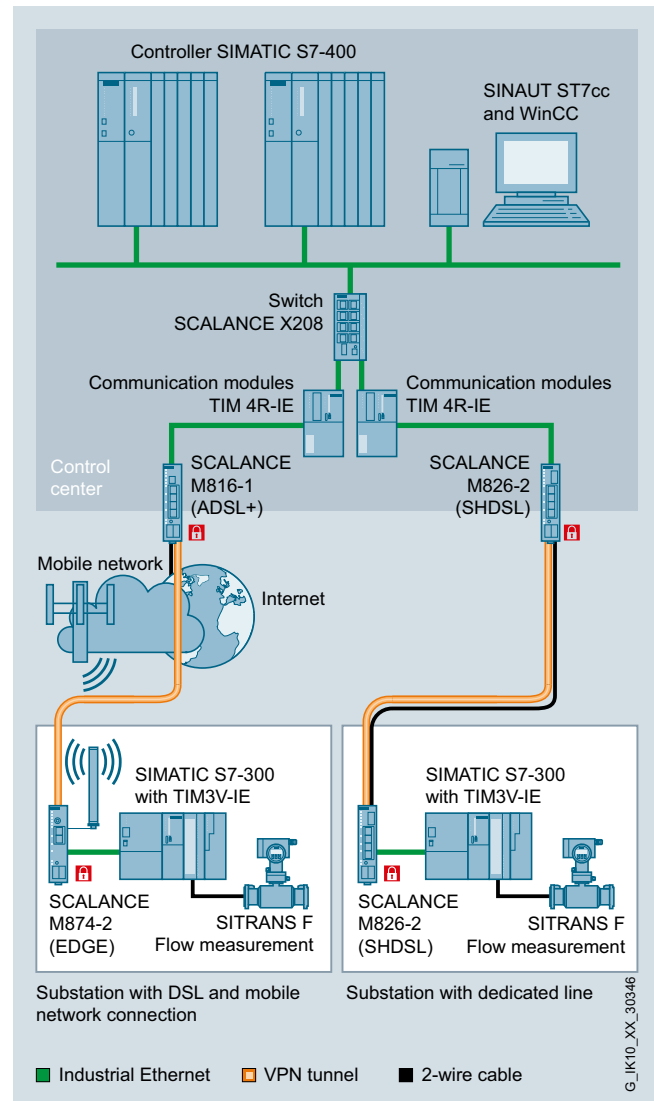 Controller SIMATIC S7-400
SINAUT ST7cc
and WinCC
Switch
SCALANCE X208
Communication modules
TIM 4R-IE
Communication modules
TIM 4R-IE
Control
center
SCALANCE
M816-1
(ADSL+)
SCALANCE
M826-2
(SHDSL)
Mobile network
Internet
SIMATIC S7-300
with TIM3V-IE
SCALANCE
M874-2
(EDGE)
SITRANS F
Flow measurement
SIMATIC S7-300
with TIM3V-IE
SCALANCE
M826-2
(SHDSL)
SITRANS F
Flow measurement
Substation with DSL and mobile
network connection
Substation with dedicated line
G_IK10_XX_30346
Industrial Ethernet
VPN tunnel
2-wire cable